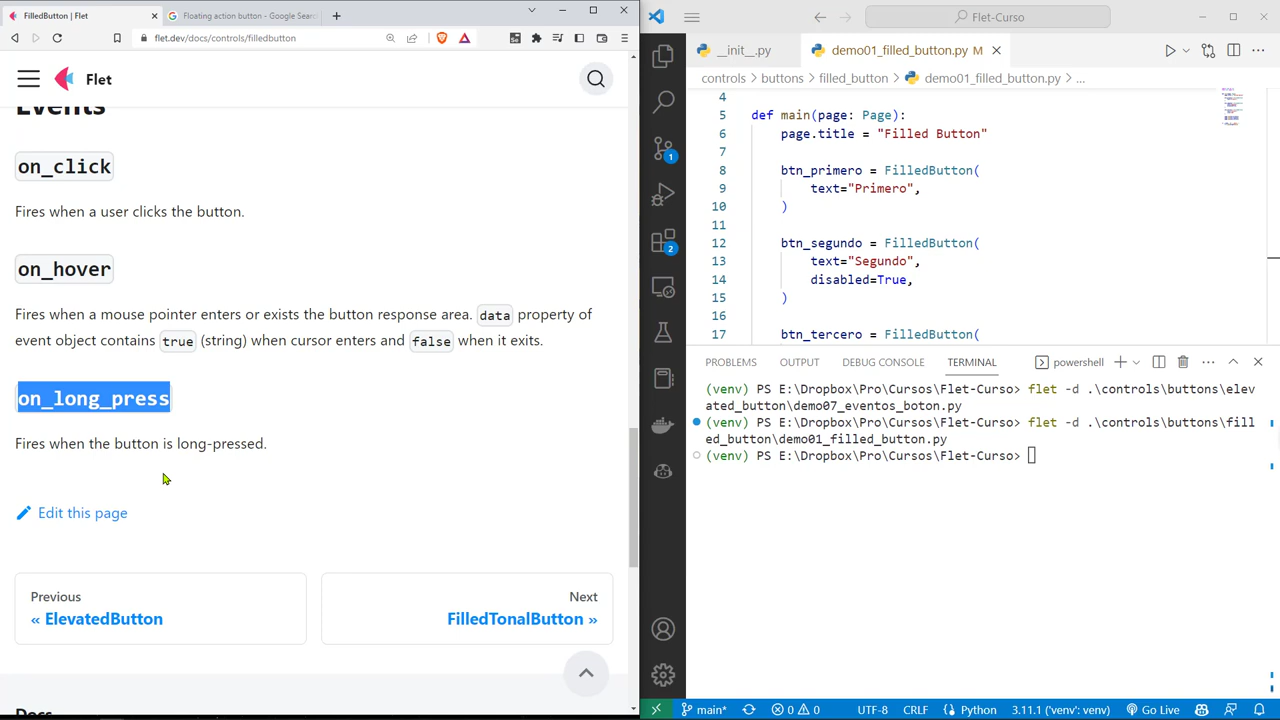 FilledButton | Flet
Floating action button - Google Searc
flet.dev/docs/controls/filledbutton
Flet
Events
on_click
Fires when a user clicks the button.
on_hover
Fires when a mouse pointer enters or exists the button response area. data property of
event object contains true (string) when cursor enters and false when it exits.
on_long_press
Fires when the button is long-pressed.
Edit this page
Previous
« ElevatedButton
Next
FilledTonalButton »
Docs
Flet-Curso
__init__.py
demo01_filled_button.py M
controls > buttons > filled_button > demo01_filled_button.py > ...
4
5 def main(page: Page):
6 page.title = "Filled Button"
7
8 btn_primero = FilledButton(
9 text="Primero",
10 )
11
12 btn_segundo = FilledButton(
13 text="Segundo",
14 disabled=True,
15 )
16
17 btn_tercero = FilledButton(
PROBLEMS OUTPUT DEBUG CONSOLE TERMINAL powershell
(venv) PS E:\Dropbox\Pro\Cursos\Flet-Curso> flet -d .\controls\buttons\elev
ated_button\demo07_eventos_boton.py
(venv) PS E:\Dropbox\Pro\Cursos\Flet-Curso> flet -d .\controls\buttons\fill
ed_button\demo01_filled_button.py
(venv) PS E:\Dropbox\Pro\Cursos\Flet-Curso>
1
2
main* 0 0 UTF-8 CRLF Python 3.11.1 ('venv': venv) Go Live